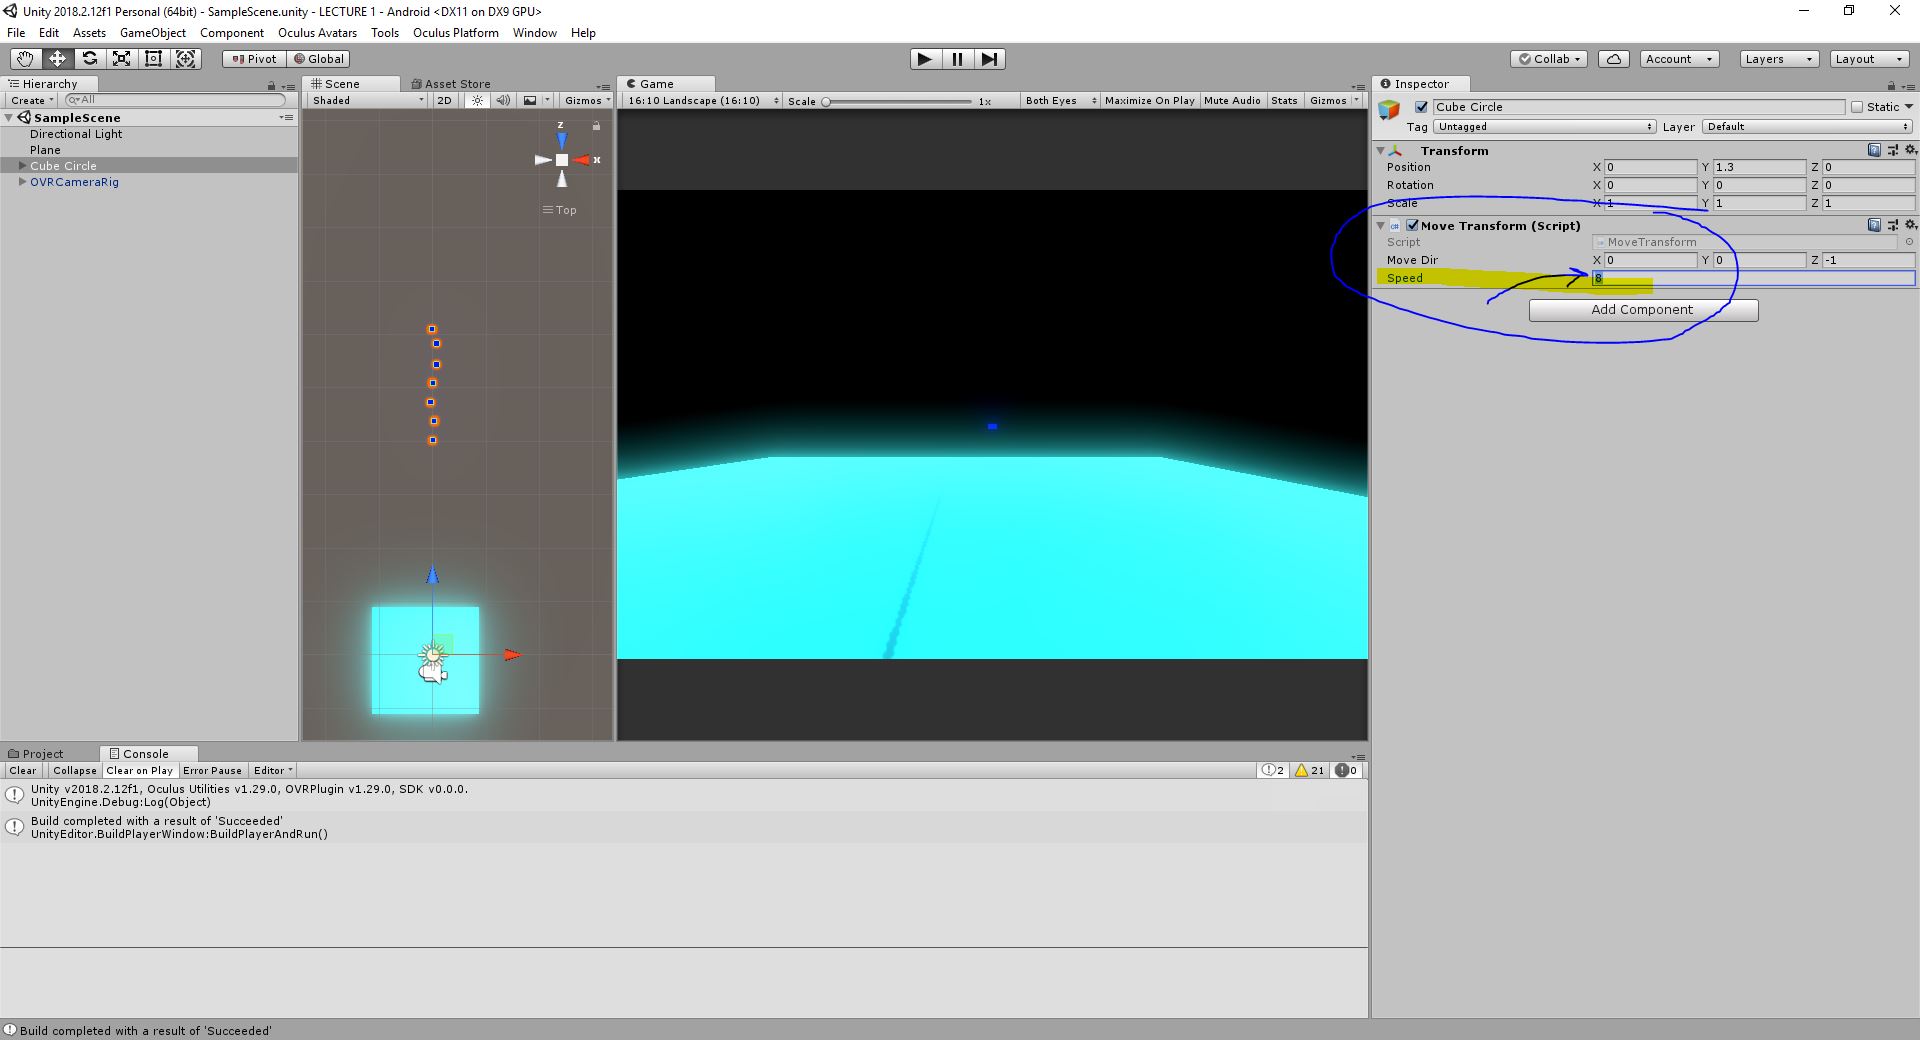 Unity 2018.2.12f1 Personal (64bit) - SampleScene.unity - LECTURE 1 - Android <DX11 on DX9 GPU>
File Edit Assets GameObject Component Oculus Avatars Tools Oculus Platform Window Help
Pivot Global Collab Account Layers Layout
Hierarchy
Create All
SampleScene
Directional Light
Plane
Cube Circle
OVRCameraRig
Scene Asset Store
Shaded 2D Gizmos
z
x
Top
Game
16:10 Landscape (16:10) Scale 1x Both Eyes Maximize On Play Mute Audio Stats Gizmos
Inspector
Cube Circle Static
Tag Untagged Layer Default
Transform
Position X 0 Y 1.3 Z 0
Rotation X 0 Y 0 Z 0
Scale X 1 Y 1 Z 1
Move Transform (Script)
Script MoveTransform
Move Dir X 0 Y 0 Z -1
Speed 8
Add Component
Project Console
Clear Collapse Clear on Play Error Pause Editor 2 21 0
Unity v2018.2.12f1, Oculus Utilities v1.29.0, OVRPlugin v1.29.0, SDK v0.0.0.
UnityEngine.Debug:Log(Object)
Build completed with a result of 'Succeeded'
UnityEditor.BuildPlayerWindow:BuildPlayerAndRun()
Build completed with a result of 'Succeeded'